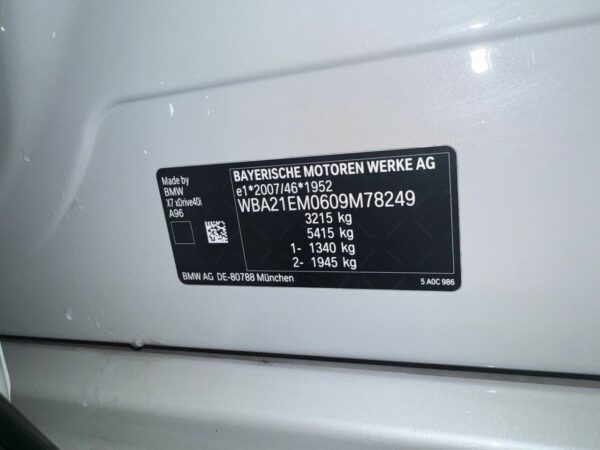 Made by
BMW
X7 xDrive40i
A96
BAYERISCHE MOTOREN WERKE AG
e1*2007/46*1952
WBA21EM0609M78249
3215 kg
5415 kg
1- 1340 kg
2- 1945 kg
BMW AG DE-80788 München
5 A0C 9B6